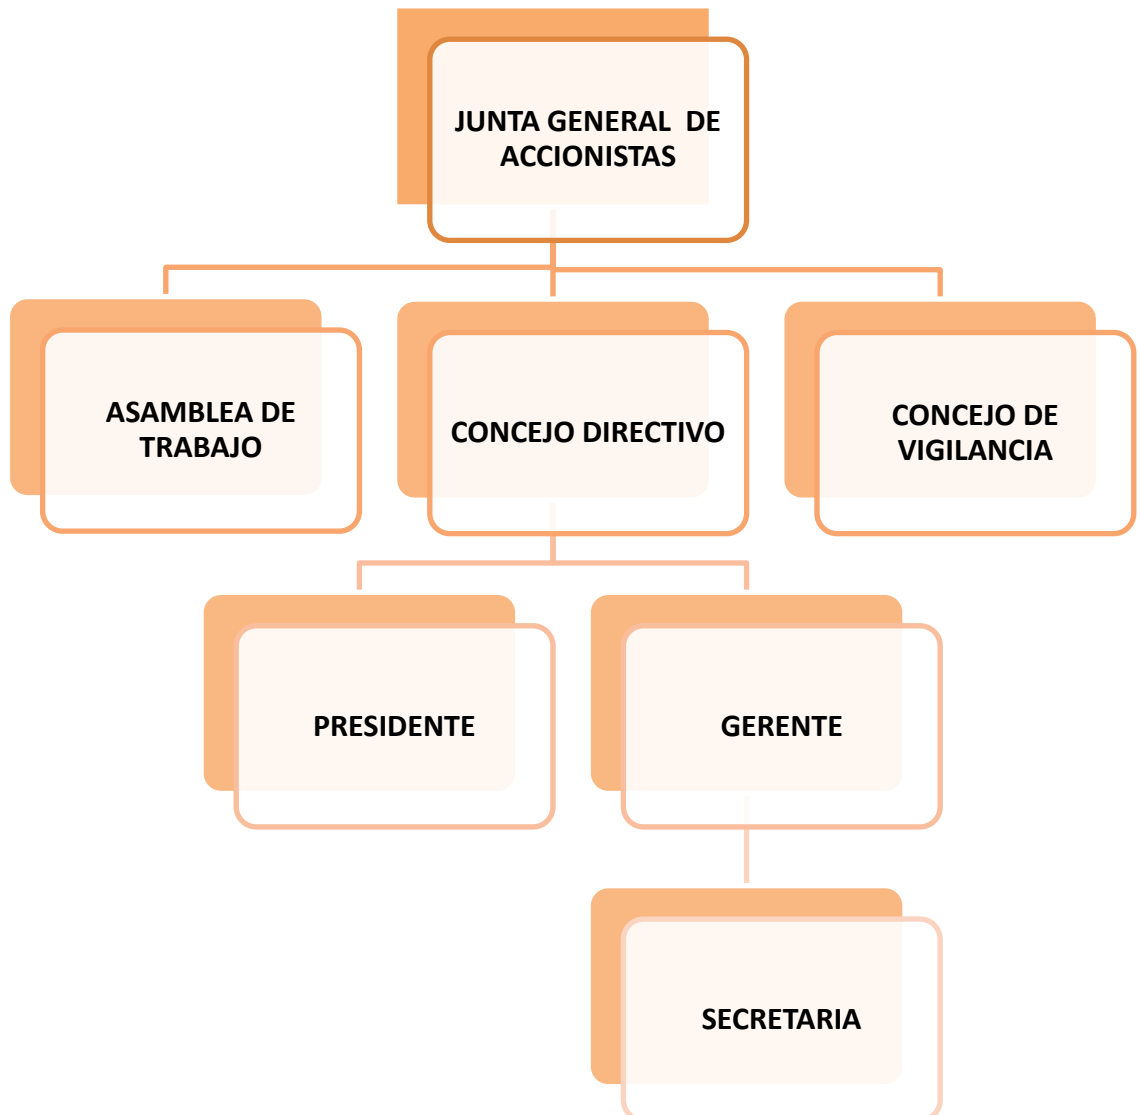 JUNTA GENERAL  DE
ACCIONISTAS
ASAMBLEA DE
TRABAJO
CONCEJO DIRECTIVO
CONCEJO DE
VIGILANCIA
PRESIDENTE
GERENTE
SECRETARIA